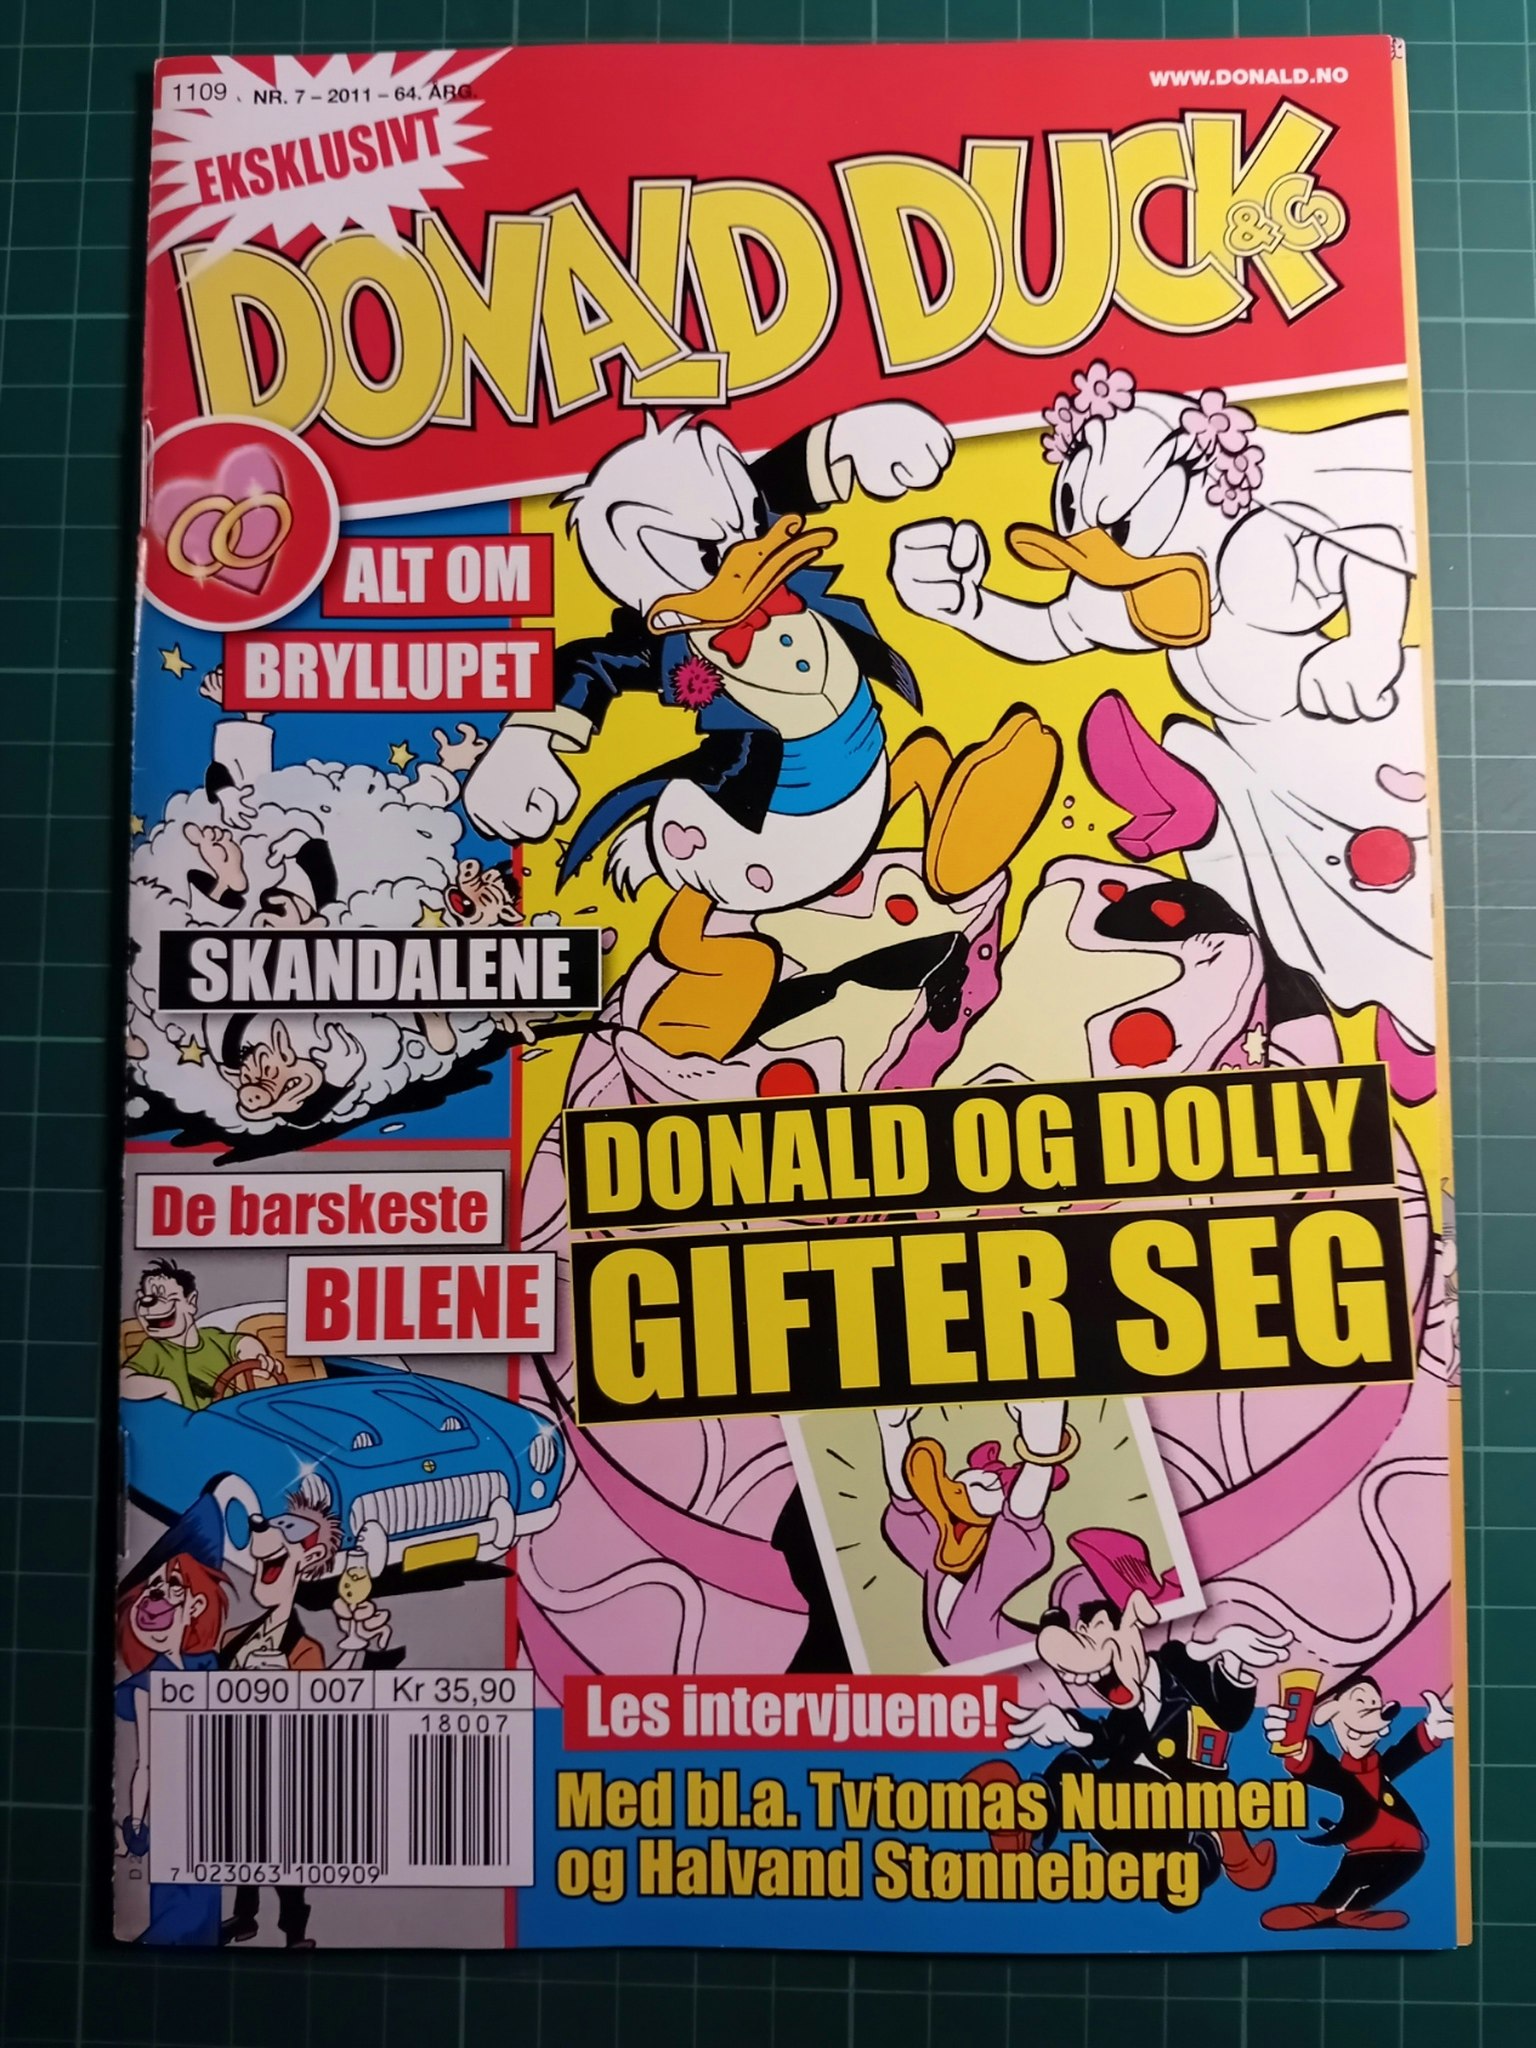 1109
NR. 7 – 2011 – 64. ÅRG.
WWW.DONALD.NO
EKSKLUSIVT
DONALD DUCK
& Co
ALT OM
BRYLLUPET
SKANDALENE
DONALD OG DOLLY
GIFTER SEG
De barskeste
BILENE
bc 0090 007 Kr 35,90
18007
7 023063 100909
Les intervjuene!
Med bl.a. Tvtomas Nummen
og Halvand Stønneberg